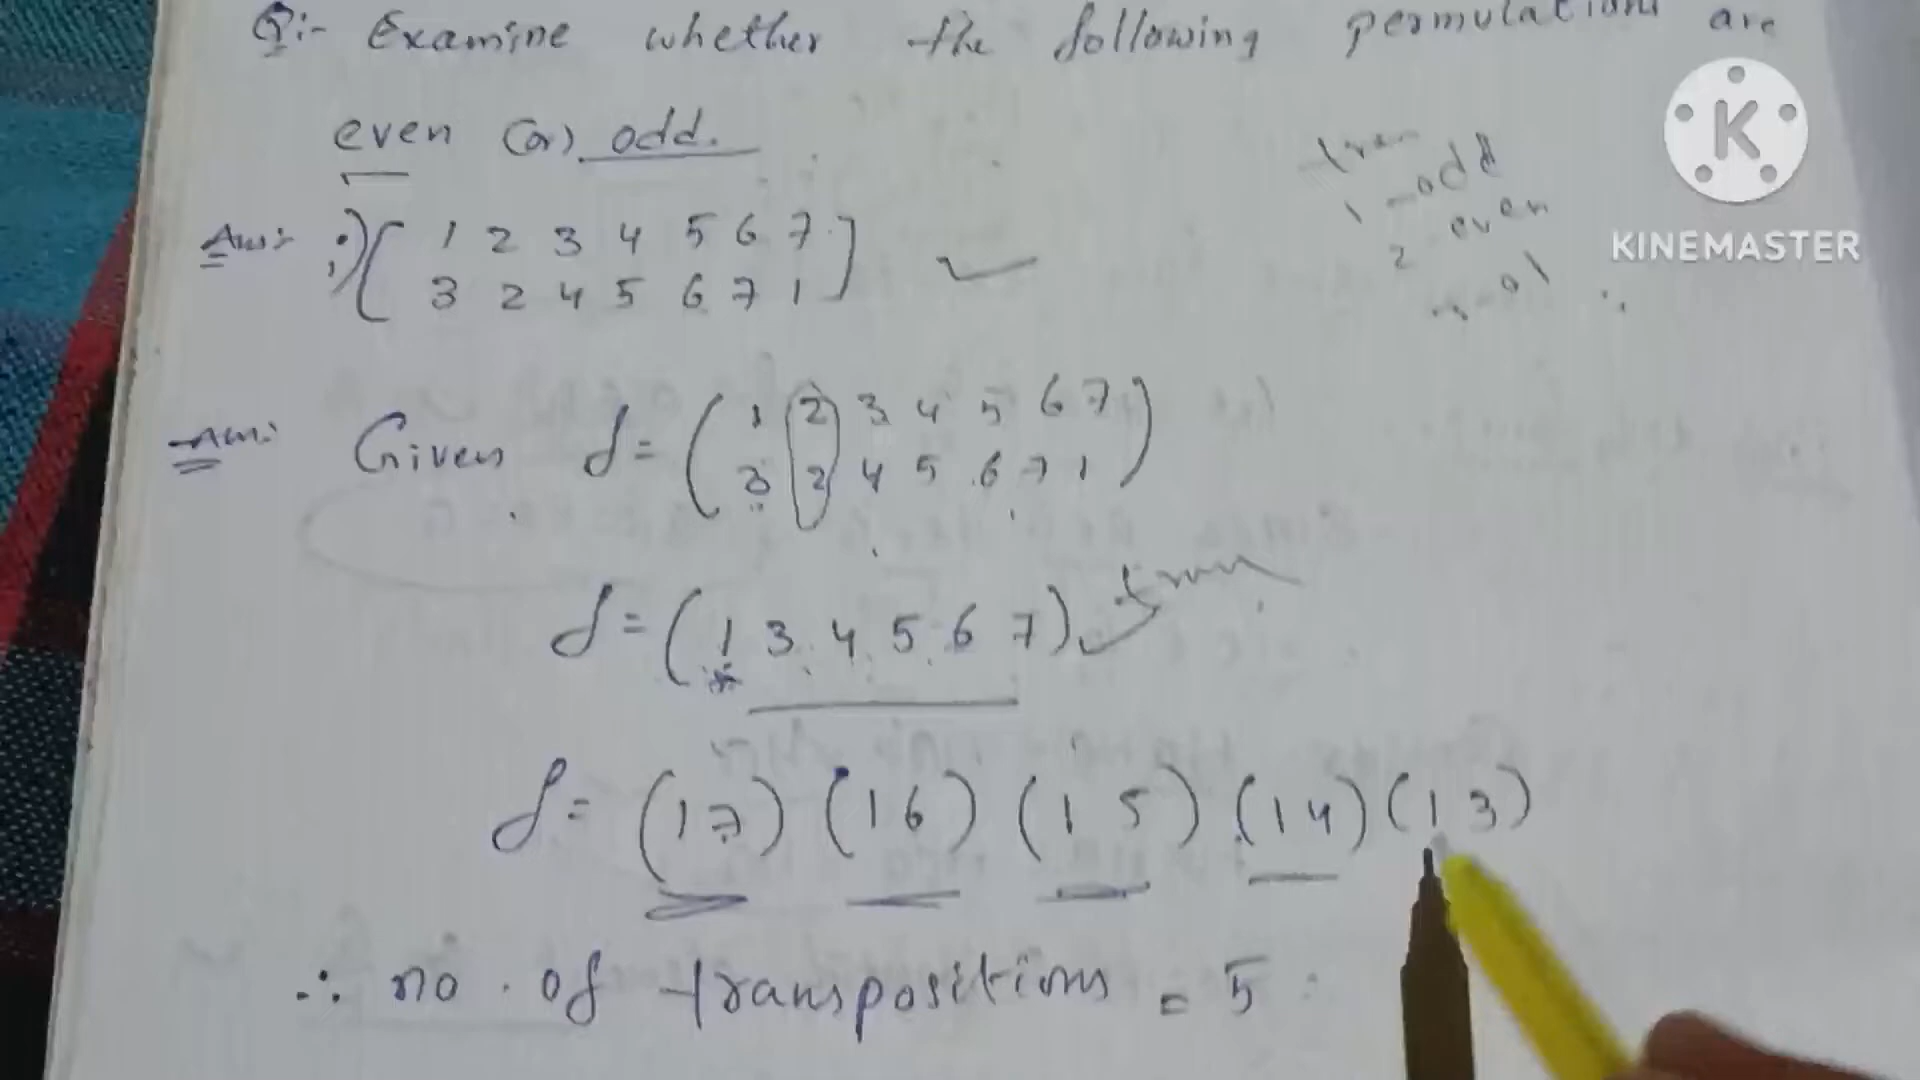 Q:- Examine whether the following permutations are
even (or) odd.
Ans:- i) [ 1 2 3 4 5 6 7 ]
3 2 4 5 6 7 1
tran
1 - odd
2 even
KINEMASTER
Ans:- Given f = ( 1 2 3 4 5 6 7 )
3 2 4 5 6 7 1
f = ( 1 3 4 5 6 7 ) tran
f = (1 7) (1 6) (1 5) (1 4) (1 3)
∴ no. of transpositions = 5